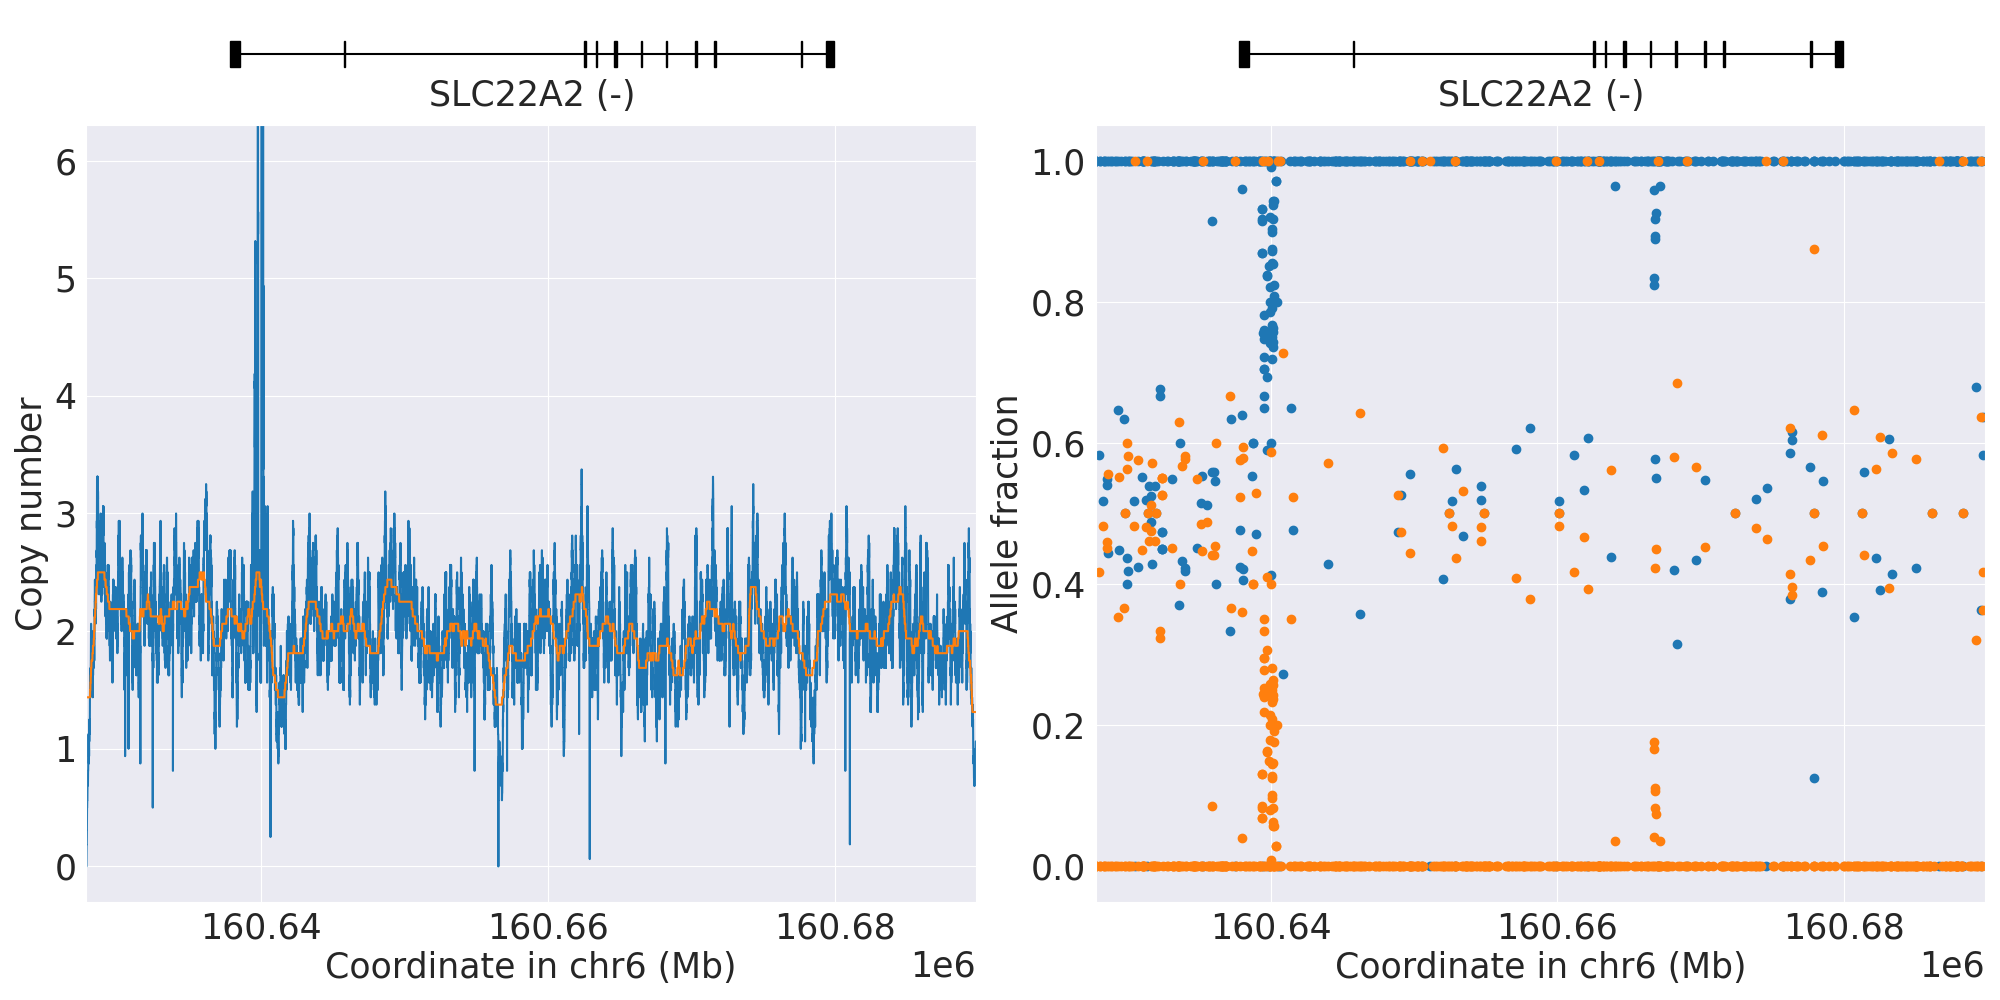 SLC22A2 (-)
Copy number
6
5
4
3
2
1
0
160.64
160.66
160.68
Coordinate in chr6 (Mb)
1e6
SLC22A2 (-)
Allele fraction
1.0
0.8
0.6
0.4
0.2
0.0
160.64
160.66
160.68
Coordinate in chr6 (Mb)
1e6